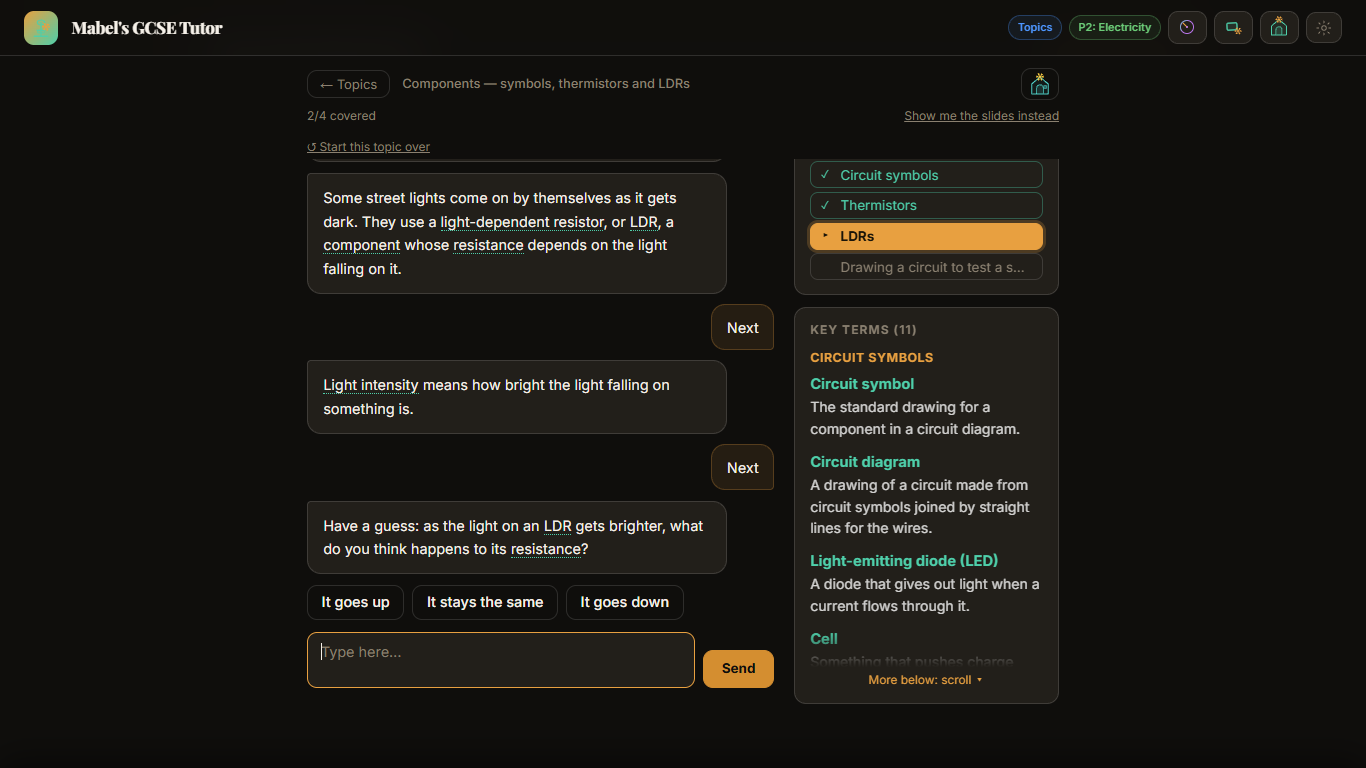 Mabel's GCSE Tutor
Topics
P2: Electricity
← Topics
Components — symbols, thermistors and LDRs
2/4 covered
Show me the slides instead
↺ Start this topic over
Some street lights come on by themselves as it gets
dark. They use a light-dependent resistor, or LDR, a
component whose resistance depends on the light
falling on it.
Next
Light intensity means how bright the light falling on
something is.
Next
Have a guess: as the light on an LDR gets brighter, what
do you think happens to its resistance?
It goes up
It stays the same
It goes down
Type here...
Send
✓ Circuit symbols
✓ Thermistors
‣ LDRs
Drawing a circuit to test a s...
KEY TERMS (11)
CIRCUIT SYMBOLS
Circuit symbol
The standard drawing for a
component in a circuit diagram.
Circuit diagram
A drawing of a circuit made from
circuit symbols joined by straight
lines for the wires.
Light-emitting diode (LED)
A diode that gives out light when a
current flows through it.
Cell
Something that pushes charge
More below: scroll ▾